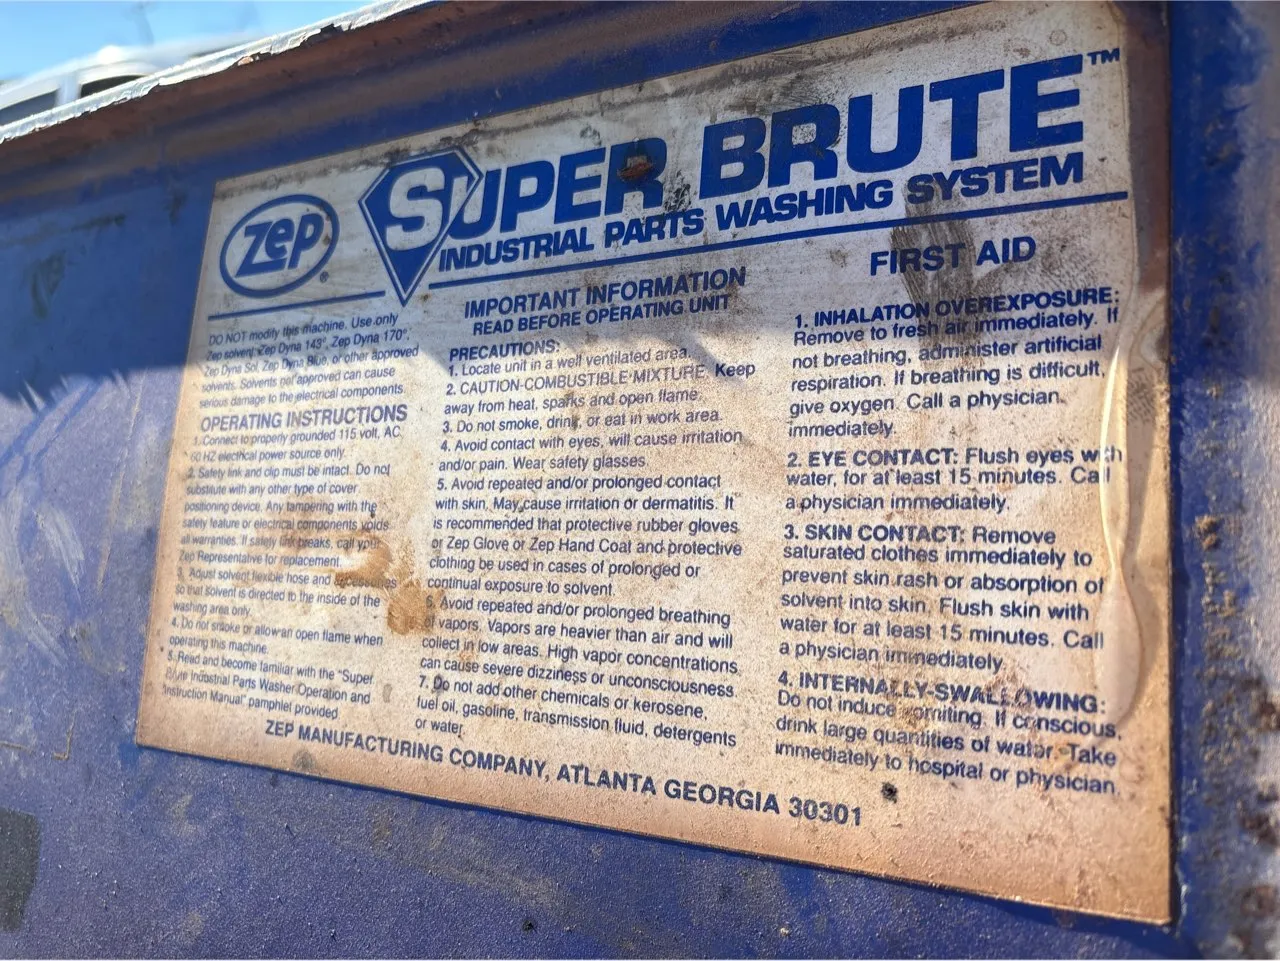 ZEP®
SUPER BRUTE™
INDUSTRIAL PARTS WASHING SYSTEM
DO NOT modify this machine. Use only
Zep solvent, Zep Dyna 143°, Zep Dyna 170°,
Zep Dyna Sol, Zep Dyna Blue, or other approved
solvents. Solvents not approved can cause
serious damage to the electrical components.
OPERATING INSTRUCTIONS
1. Connect to properly grounded 115 volt, AC,
60 HZ electrical power source only.
2. Safety link and clip must be intact. Do not
substitute with any other type of cover
positioning device. Any tampering with the
safety feature or electrical components voids
all warranties. If safety link breaks, call your
Zep Representative for replacement.
3. Adjust solvent flexible hose and accessories
so that solvent is directed to the inside of the
washing area only.
4. Do not smoke or allow an open flame when
operating this machine.
5. Read and become familiar with the "Super
Brute Industrial Parts Washer Operation and
Instruction Manual" pamphlet provided
IMPORTANT INFORMATION
READ BEFORE OPERATING UNIT
PRECAUTIONS:
1. Locate unit in a well ventilated area.
2. CAUTION-COMBUSTIBLE MIXTURE. Keep
away from heat, sparks and open flame.
3. Do not smoke, drink, or eat in work area.
4. Avoid contact with eyes, will cause irritation
and/or pain. Wear safety glasses
5. Avoid repeated and/or prolonged contact
with skin. May cause irritation or dermatitis. It
is recommended that protective rubber gloves
or Zep Glove or Zep Hand Coat and protective
clothing be used in cases of prolonged or
continual exposure to solvent.
6. Avoid repeated and/or prolonged breathing
of vapors. Vapors are heavier than air and will
collect in low areas. High vapor concentrations
can cause severe dizziness or unconsciousness
7. Do not add other chemicals or kerosene,
fuel oil, gasoline, transmission fluid, detergents
or water
FIRST AID
1. INHALATION OVEREXPOSURE:
Remove to fresh air immediately. If
not breathing, administer artificial
respiration. If breathing is difficult,
give oxygen. Call a physician
immediately.
2. EYE CONTACT: Flush eyes with
water, for at least 15 minutes. Call
a physician immediately.
3. SKIN CONTACT: Remove
saturated clothes immediately to
prevent skin rash or absorption of
solvent into skin. Flush skin with
water for at least 15 minutes. Call
a physician immediately.
4. INTERNALLY-SWALLOWING:
Do not induce vomiting. If conscious,
drink large quantities of water. Take
immediately to hospital or physician.
ZEP MANUFACTURING COMPANY, ATLANTA GEORGIA 30301